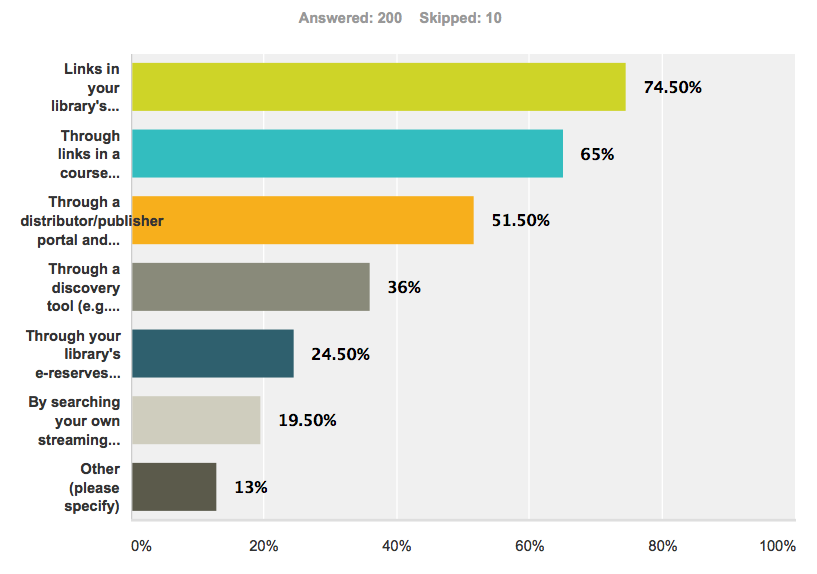 Answered: 200 Skipped: 10
Links in
your
library's...
74.50%
Through
links in a
course...
65%
Through a
distributor/publisher
portal and...
51.50%
Through a
discovery
tool (e.g....
36%
Through your
library's
e-reserves...
24.50%
By searching
your own
streaming...
19.50%
Other
(please
specify)
13%
0% 20% 40% 60% 80% 100%